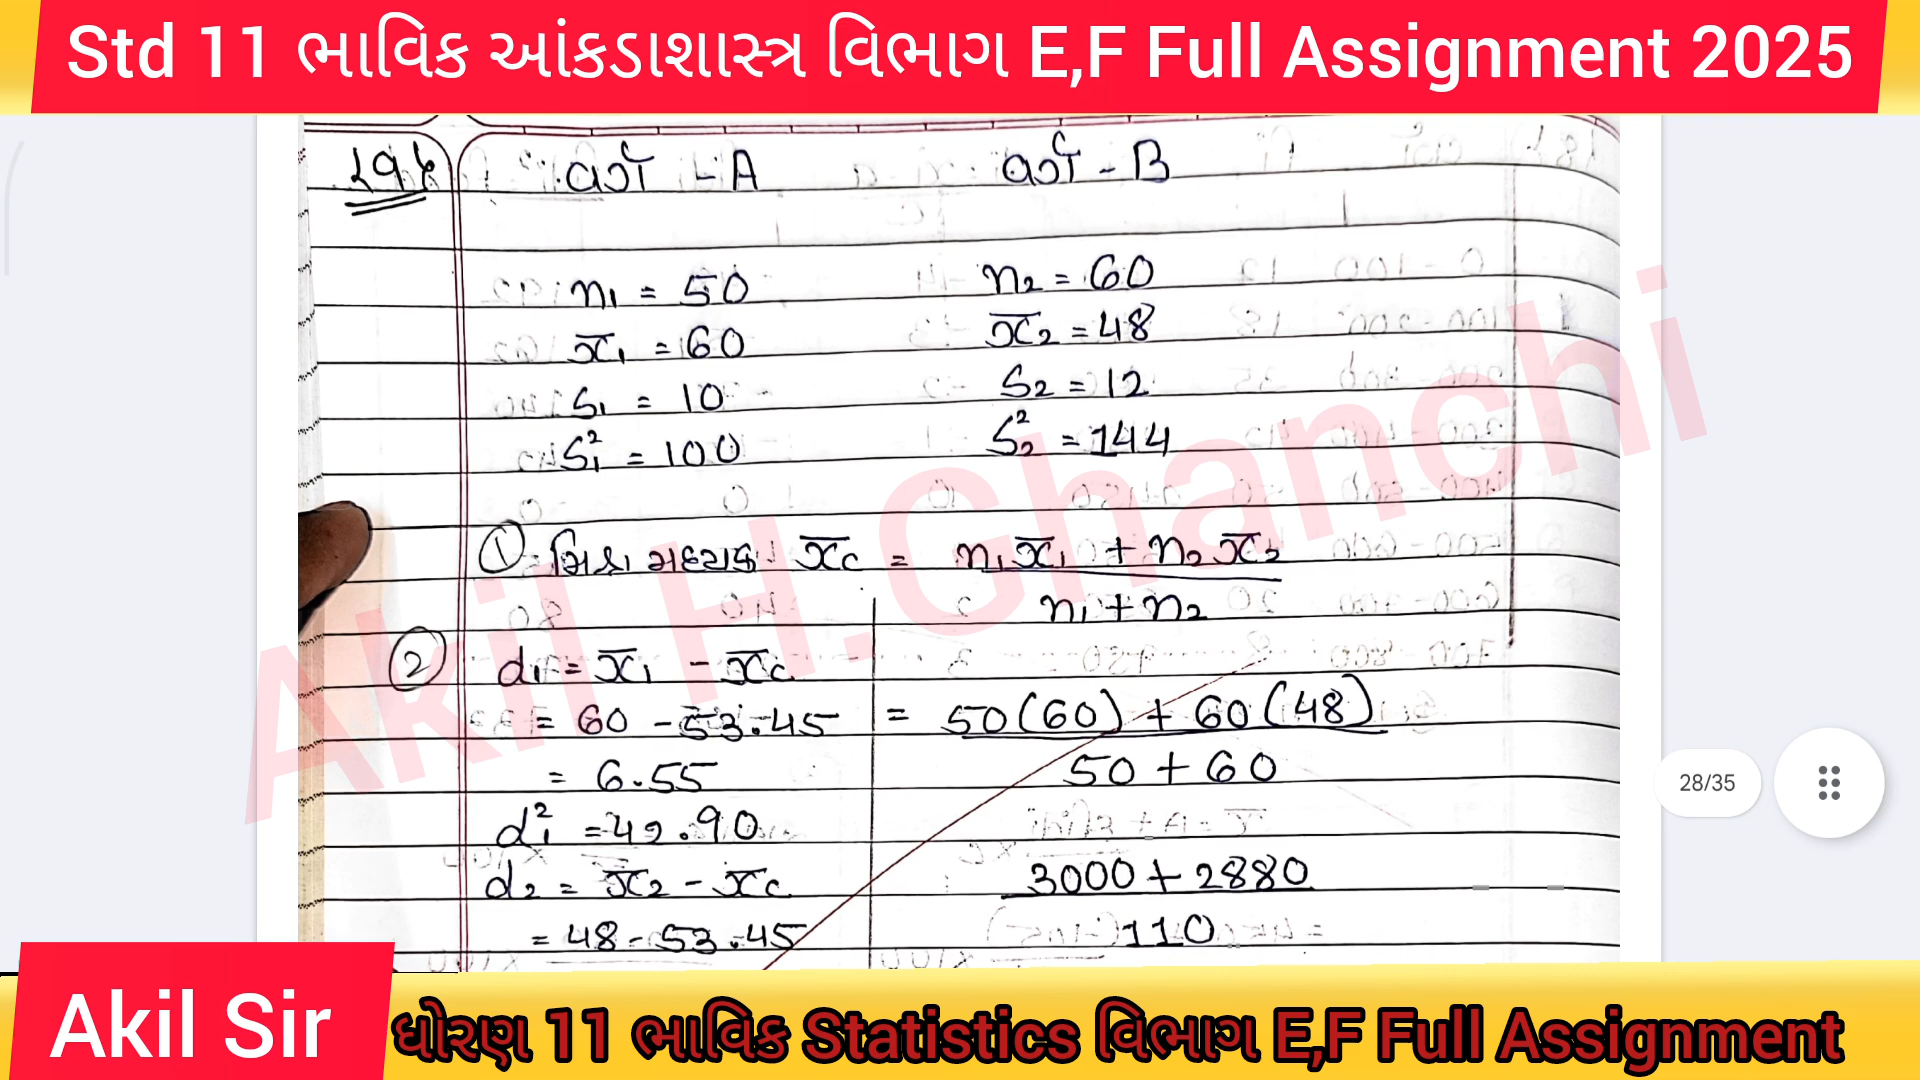 Std 11 ભાવિક આંકડાશાસ્ત્ર વિભાગ E,F Full Assignment 2025
વર્ગ - A વર્ગ - B
n1 = 50 n2 = 60
x̅1 = 60 x̅2 = 48
S1 = 10 S2 = 12
S1² = 100 S2² = 144
① મિશ્ર મધ્યક x̅c = n1x̅1 + n2x̅2
n1 + n2
② d1 = x̅1 - x̅c
= 60 - 53.45 = 50(60) + 60(48)
= 6.55 50 + 60
d1² = 42.90
d2 = x̅2 - x̅c 3000 + 2880
= 48 - 53.45 110
Akil H.Ghanchi
28/35
Akil Sir
ધોરણ 11 ભાવિક Statistics વિભાગ E,F Full Assignment